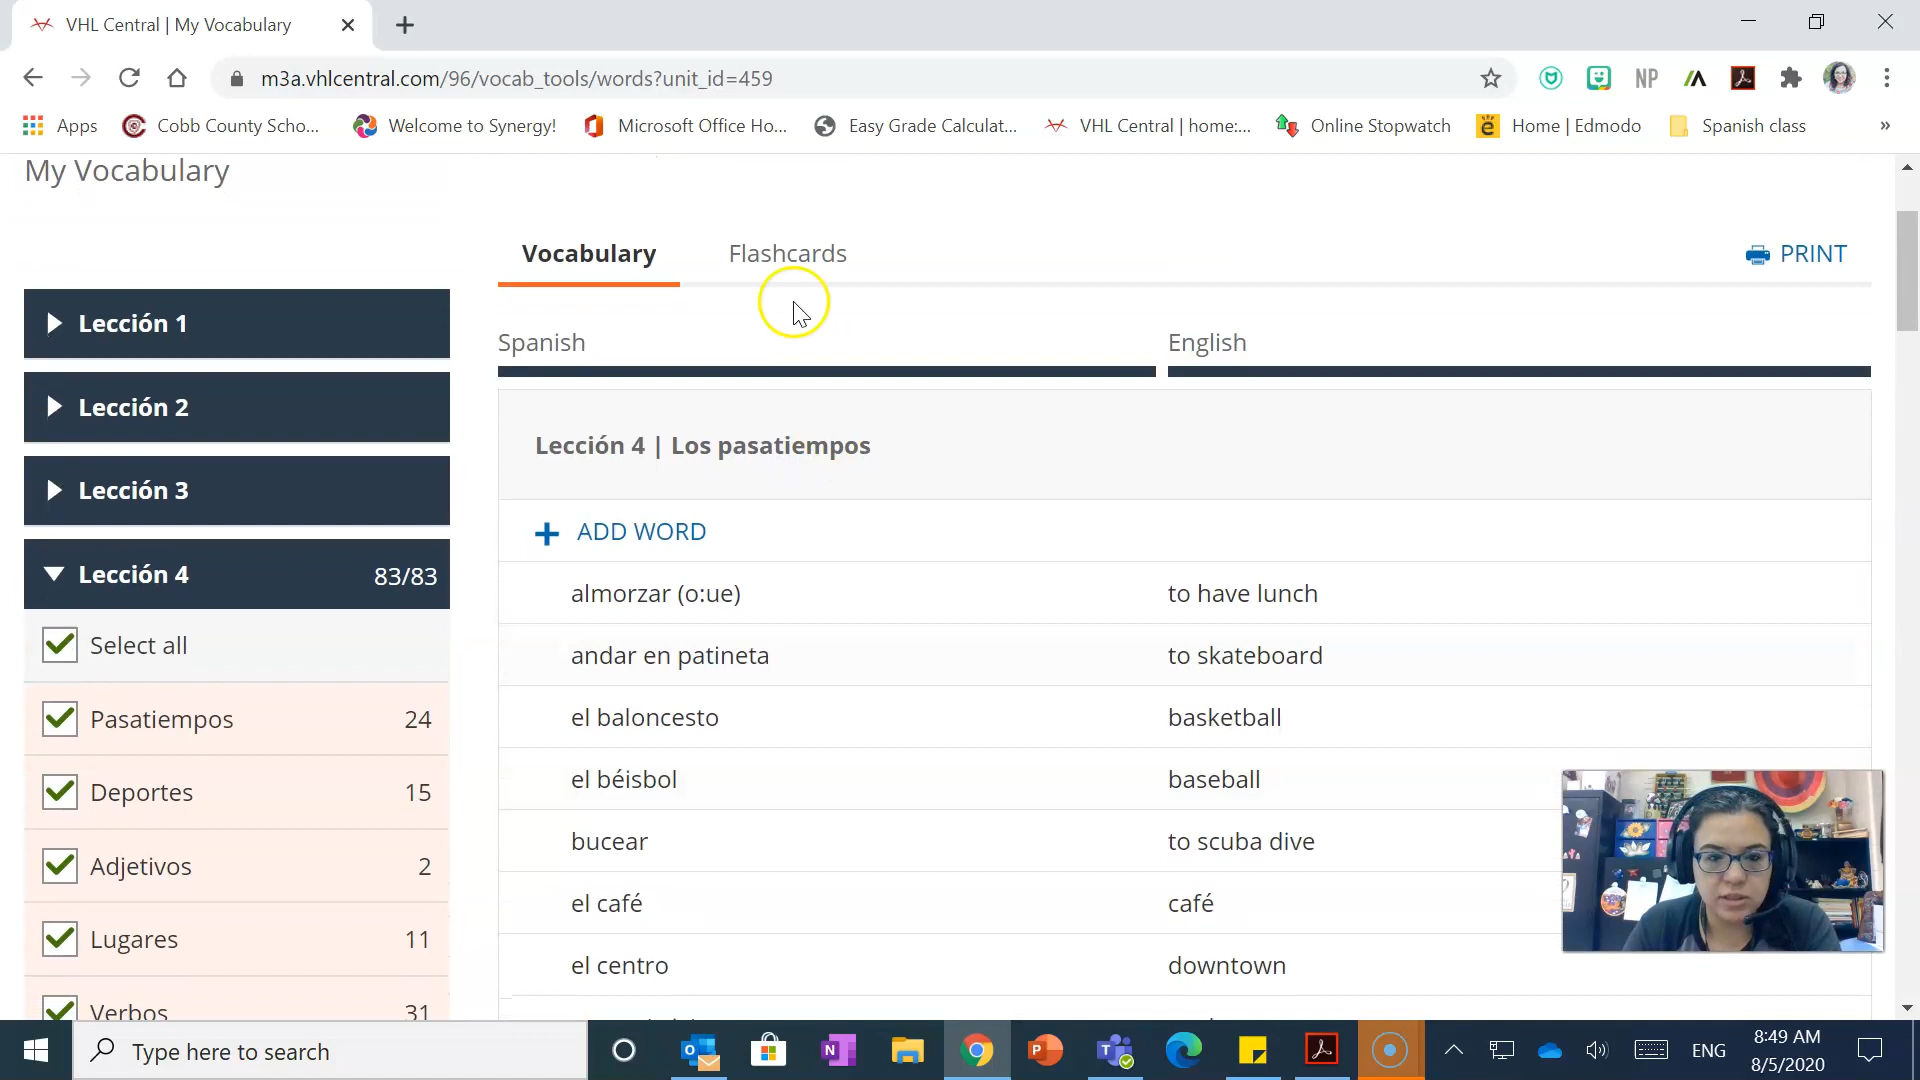 VHL Central | My Vocabulary
m3a.vhlcentral.com/96/vocab_tools/words?unit_id=459
NP
Apps
Cobb County Scho...
Welcome to Synergy!
Microsoft Office Ho...
Easy Grade Calculat...
VHL Central | home:...
Online Stopwatch
Home | Edmodo
Spanish class
»
My Vocabulary
Vocabulary
Flashcards
PRINT
Lección 1
Lección 2
Lección 3
Lección 4 83/83
Select all
Pasatiempos 24
Deportes 15
Adjetivos 2
Lugares 11
Verbos 31
Spanish English
Lección 4 | Los pasatiempos
+ ADD WORD
almorzar (o:ue) to have lunch
andar en patineta to skateboard
el baloncesto basketball
el béisbol baseball
bucear to scuba dive
el café café
el centro downtown
Type here to search
ENG
8:49 AM
8/5/2020